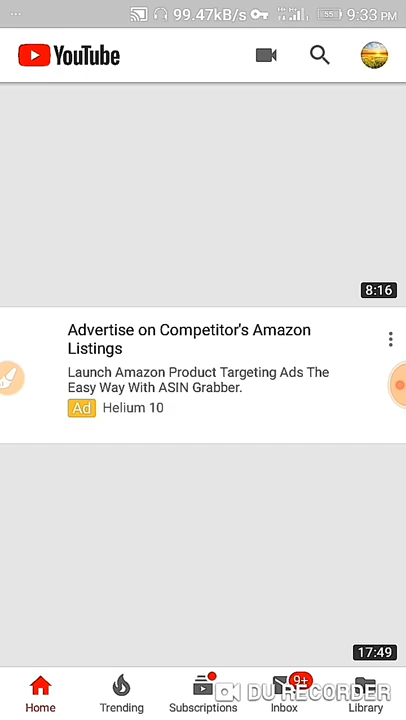 99.47kB/s 55 9:33 PM
YouTube
8:16
Advertise on Competitor's Amazon
Listings
Launch Amazon Product Targeting Ads The
Easy Way With ASIN Grabber.
Ad Helium 10
17:49
9+
DU RECORDER
Home Trending Subscriptions Inbox Library